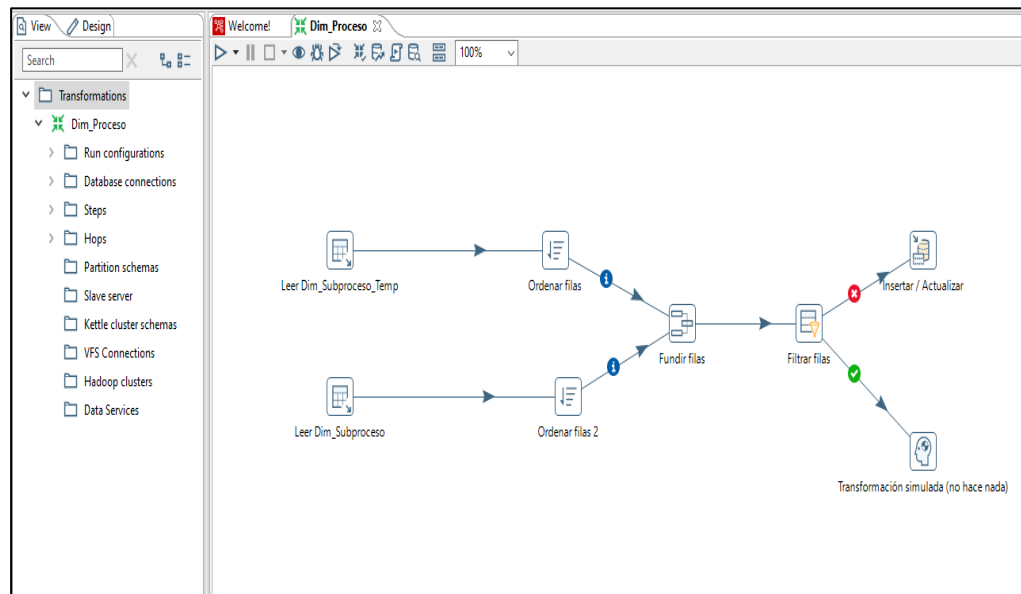 View
Design
Welcome!
Dim_Proceso
Search
100%
Transformations
Dim_Proceso
Run configurations
Database connections
Steps
Hops
Partition schemas
Slave server
Kettle cluster schemas
VFS Connections
Hadoop clusters
Data Services
Leer Dim_Subproceso_Temp
Ordenar filas
Insertar / Actualizar
Fundir filas
Filtrar filas
Leer Dim_Subproceso
Ordenar filas 2
Transformación simulada (no hace nada)